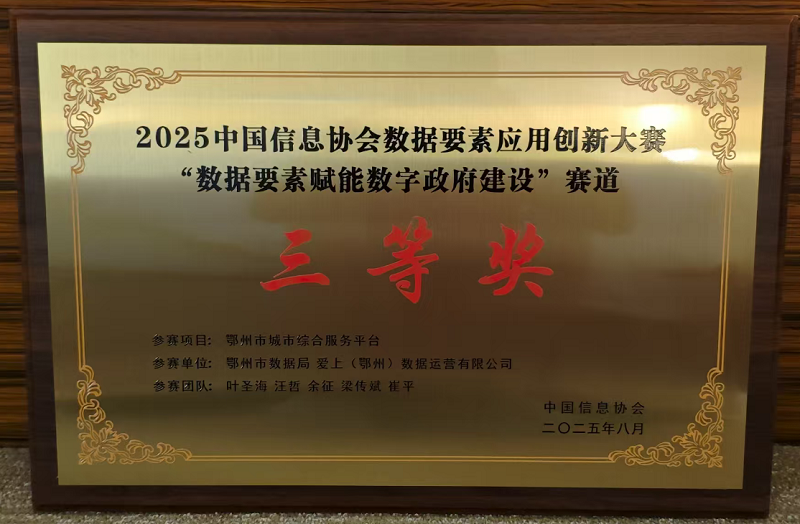 2025中国信息协会数据要素应用创新大赛
“数据要素赋能数字政府建设”赛道
三等奖
参赛项目: 鄂州市城市综合服务平台
参赛单位: 鄂州市数据局 爱上（鄂州）数据运营有限公司
参赛团队: 叶圣海 汪哲 余征 梁传斌 崔平
中国信息协会
二〇二五年八月